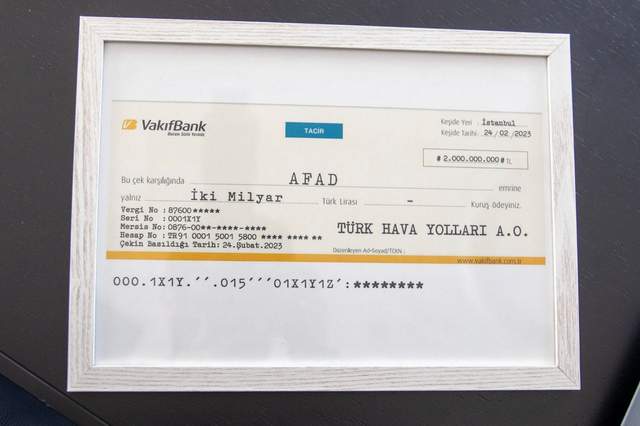 VakıfBank
TACİR
Keşide Yeri : İstanbul
Keşide Tarihi : 24 / 02 / 2023
# 2.000.000.000 # TL
Bu çek karşılığında AFAD emrine
yalnız İki Milyar Türk Lirası - Kuruş ödeyiniz.
Vergi No : 87600*****
Seri No : 0001X1Y
Mersis No : 0876-00**-****-****
Hesap No : TR91 0001 5001 5800 **** **** **
Çekin Basıldığı Tarih: 24.Şubat.2023
TÜRK HAVA YOLLARI A.O.
Düzenleyen Ad-Soyad/TCKN :
www.vakifbank.com.tr
000.1X1Y.´´.015´´´01X1Y1Z´:********